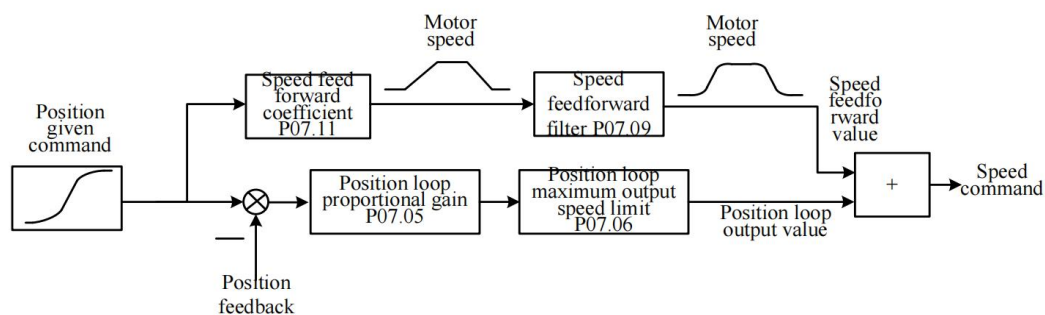 Motor
speed
Motor
speed
Speed feed
forward
coefficient
P07.11
Speed
feedforward
filter P07.09
Speed
feedfo
rward
value
Position
given
command
Position loop
proportional gain
P07.05
Position loop
maximum output
speed limit
P07.06
+
Speed
command
Position loop
output value
Position
feedback